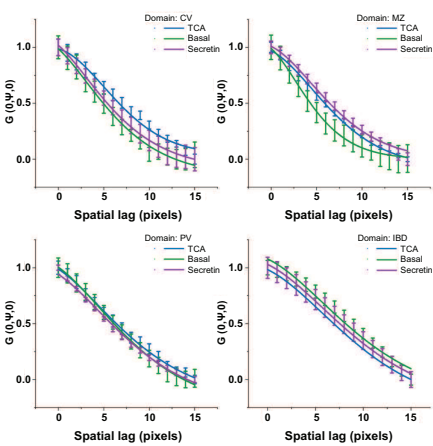 Domain: CV
TCA
Basal
Secretin
G (0,Ψ,0)
1.0
0.5
0.0
0 5 10 15
Spatial lag (pixels)
Domain: MZ
TCA
Basal
Secretin
G (0,Ψ,0)
1.0
0.5
0.0
0 5 10 15
Spatial lag (pixels)
Domain: PV
TCA
Basal
Secretin
G (0,Ψ,0)
1.0
0.5
0.0
0 5 10 15
Spatial lag (pixels)
Domain: IBD
TCA
Basal
Secretin
G (0,Ψ,0)
1.0
0.5
0.0
0 5 10 15
Spatial lag (pixels)